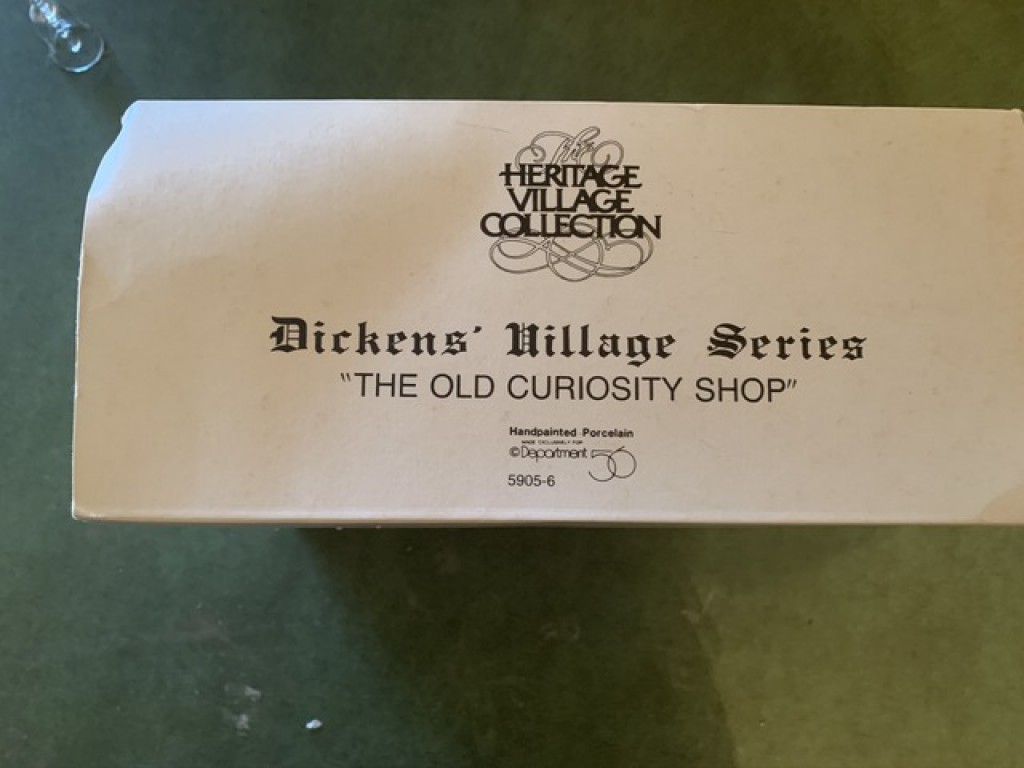 The
HERITAGE
VILLAGE
COLLECTION
Dickens' Village Series
"THE OLD CURIOSITY SHOP"
Handpainted Porcelain
MADE EXCLUSIVELY FOR
©Department 56
5905-6